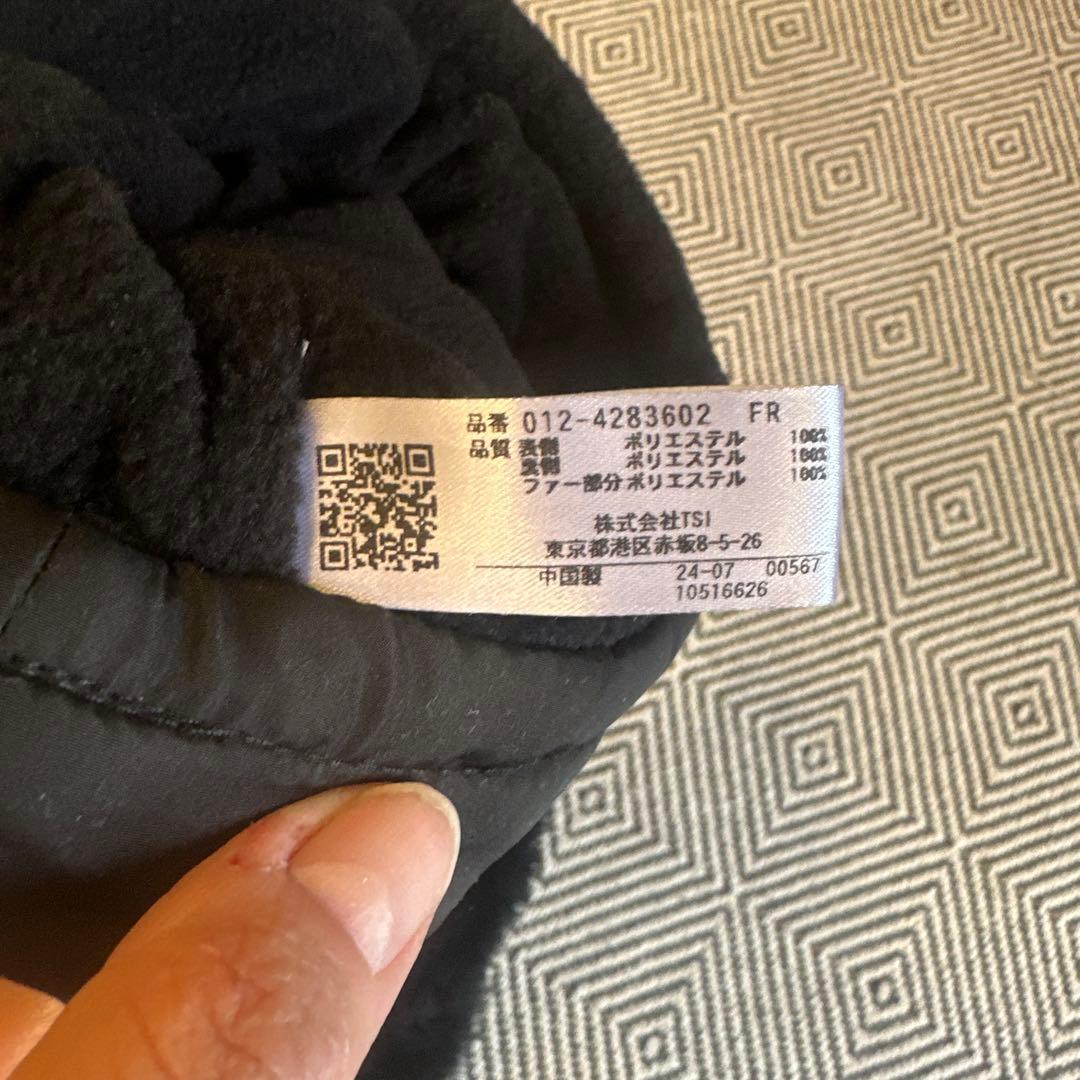 品番 012-4283602 FR
品質 表側 ポリエステル 100%
裏側 ポリエステル 100%
ファー部分 ポリエステル 100%
株式会社TSI
東京都港区赤坂8-5-26
中国製 24-07 00567
10516626